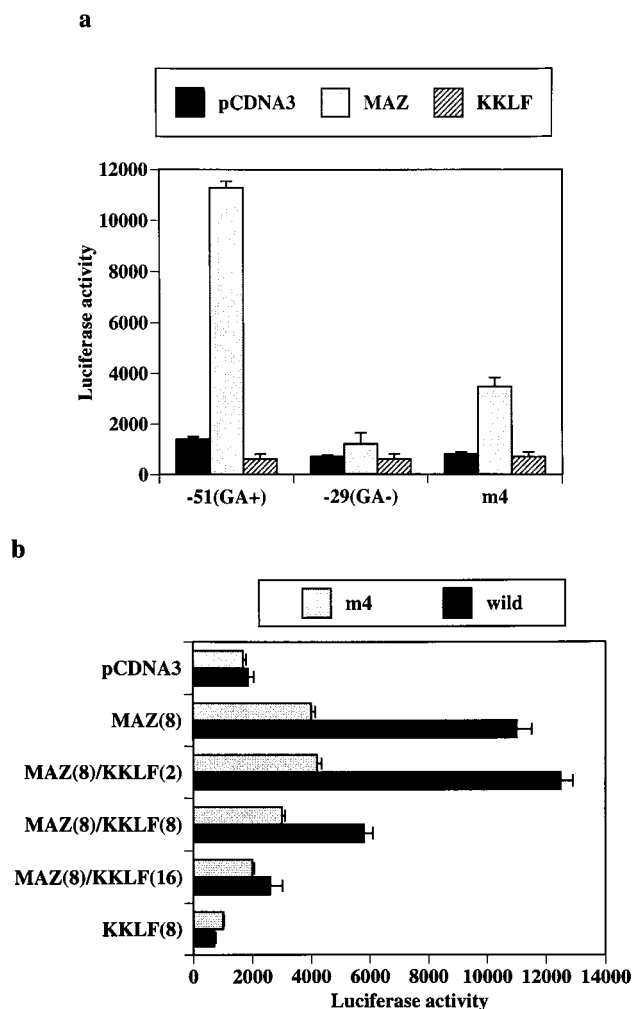 a
pCDNA3 MAZ KKLF
12000
10000
8000
6000
4000
2000
0
Luciferase activity
-51(GA+) -29(GA-) m4
b
m4 wild
pCDNA3
MAZ(8)
MAZ(8)/KKLF(2)
MAZ(8)/KKLF(8)
MAZ(8)/KKLF(16)
KKLF(8)
0 2000 4000 6000 8000 10000 12000 14000
Luciferase activity